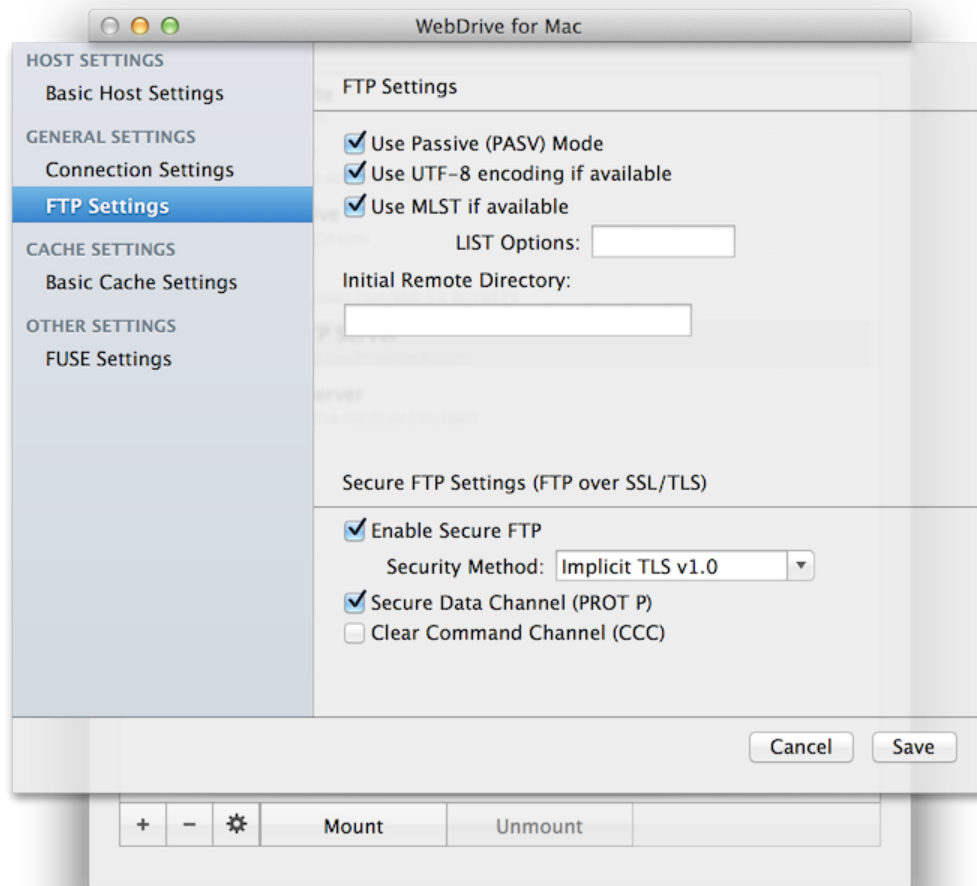 WebDrive for Mac
HOST SETTINGS
Basic Host Settings
GENERAL SETTINGS
Connection Settings
FTP Settings
CACHE SETTINGS
Basic Cache Settings
OTHER SETTINGS
FUSE Settings
FTP Settings
Use Passive (PASV) Mode
Use UTF-8 encoding if available
Use MLST if available
LIST Options:
Initial Remote Directory:
Secure FTP Settings (FTP over SSL/TLS)
Enable Secure FTP
Security Method: Implicit TLS v1.0
Secure Data Channel (PROT P)
Clear Command Channel (CCC)
Cancel Save
+ − Mount Unmount